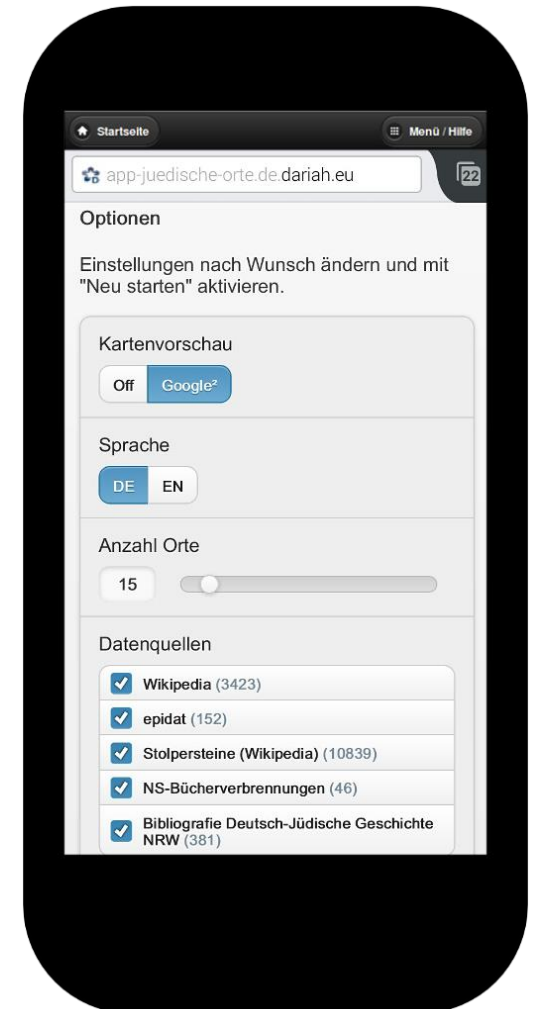 Startseite
Menü / Hilfe
app-juedische-orte.de.dariah.eu
22
Optionen
Einstellungen nach Wunsch ändern und mit
"Neu starten" aktivieren.
Kartenvorschau
Off Google²
Sprache
DE EN
Anzahl Orte
15
Datenquellen
Wikipedia (3423)
epidat (152)
Stolpersteine (Wikipedia) (10839)
NS-Bücherverbrennungen (46)
Bibliografie Deutsch-Jüdische Geschichte
NRW (381)